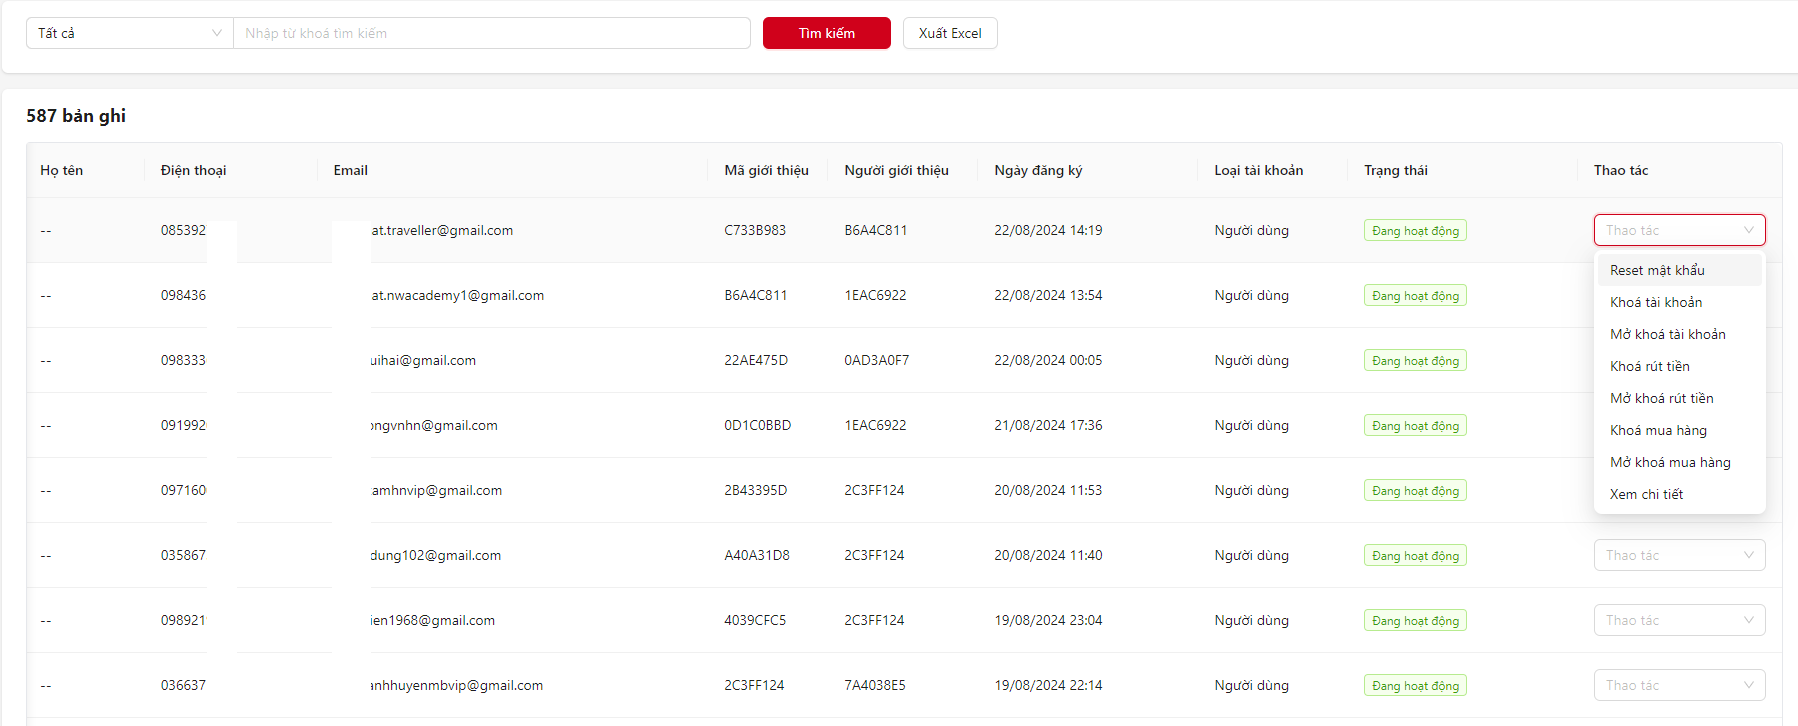 Tất cả Nhập từ khoá tìm kiếm Tìm kiếm Xuất Excel
587 bản ghi
Họ tên Điện thoại Email Mã giới thiệu Người giới thiệu Ngày đăng ký Loại tài khoản Trạng thái Thao tác
-- 085392 at.traveller@gmail.com C733B983 B6A4C811 22/08/2024 14:19 Người dùng Đang hoạt động Thao tác
Reset mật khẩu
-- 098436 at.nwacademy1@gmail.com B6A4C811 1EAC6922 22/08/2024 13:54 Người dùng Đang hoạt động
Khoá tài khoản
Mở khoá tài khoản
-- 098333 uihai@gmail.com 22AE475D 0AD3A0F7 22/08/2024 00:05 Người dùng Đang hoạt động
Khoá rút tiền
Mở khoá rút tiền
-- 091992 ongvnhn@gmail.com 0D1C0BBD 1EAC6922 21/08/2024 17:36 Người dùng Đang hoạt động
Khoá mua hàng
Mở khoá mua hàng
-- 097160 amhnvip@gmail.com 2B43395D 2C3FF124 20/08/2024 11:53 Người dùng Đang hoạt động
Xem chi tiết
-- 035867 dung102@gmail.com A40A31D8 2C3FF124 20/08/2024 11:40 Người dùng Đang hoạt động Thao tác
-- 098921 ien1968@gmail.com 4039CFC5 2C3FF124 19/08/2024 23:04 Người dùng Đang hoạt động Thao tác
-- 036637 anhhuyenmbvip@gmail.com 2C3FF124 7A4038E5 19/08/2024 22:14 Người dùng Đang hoạt động Thao tác